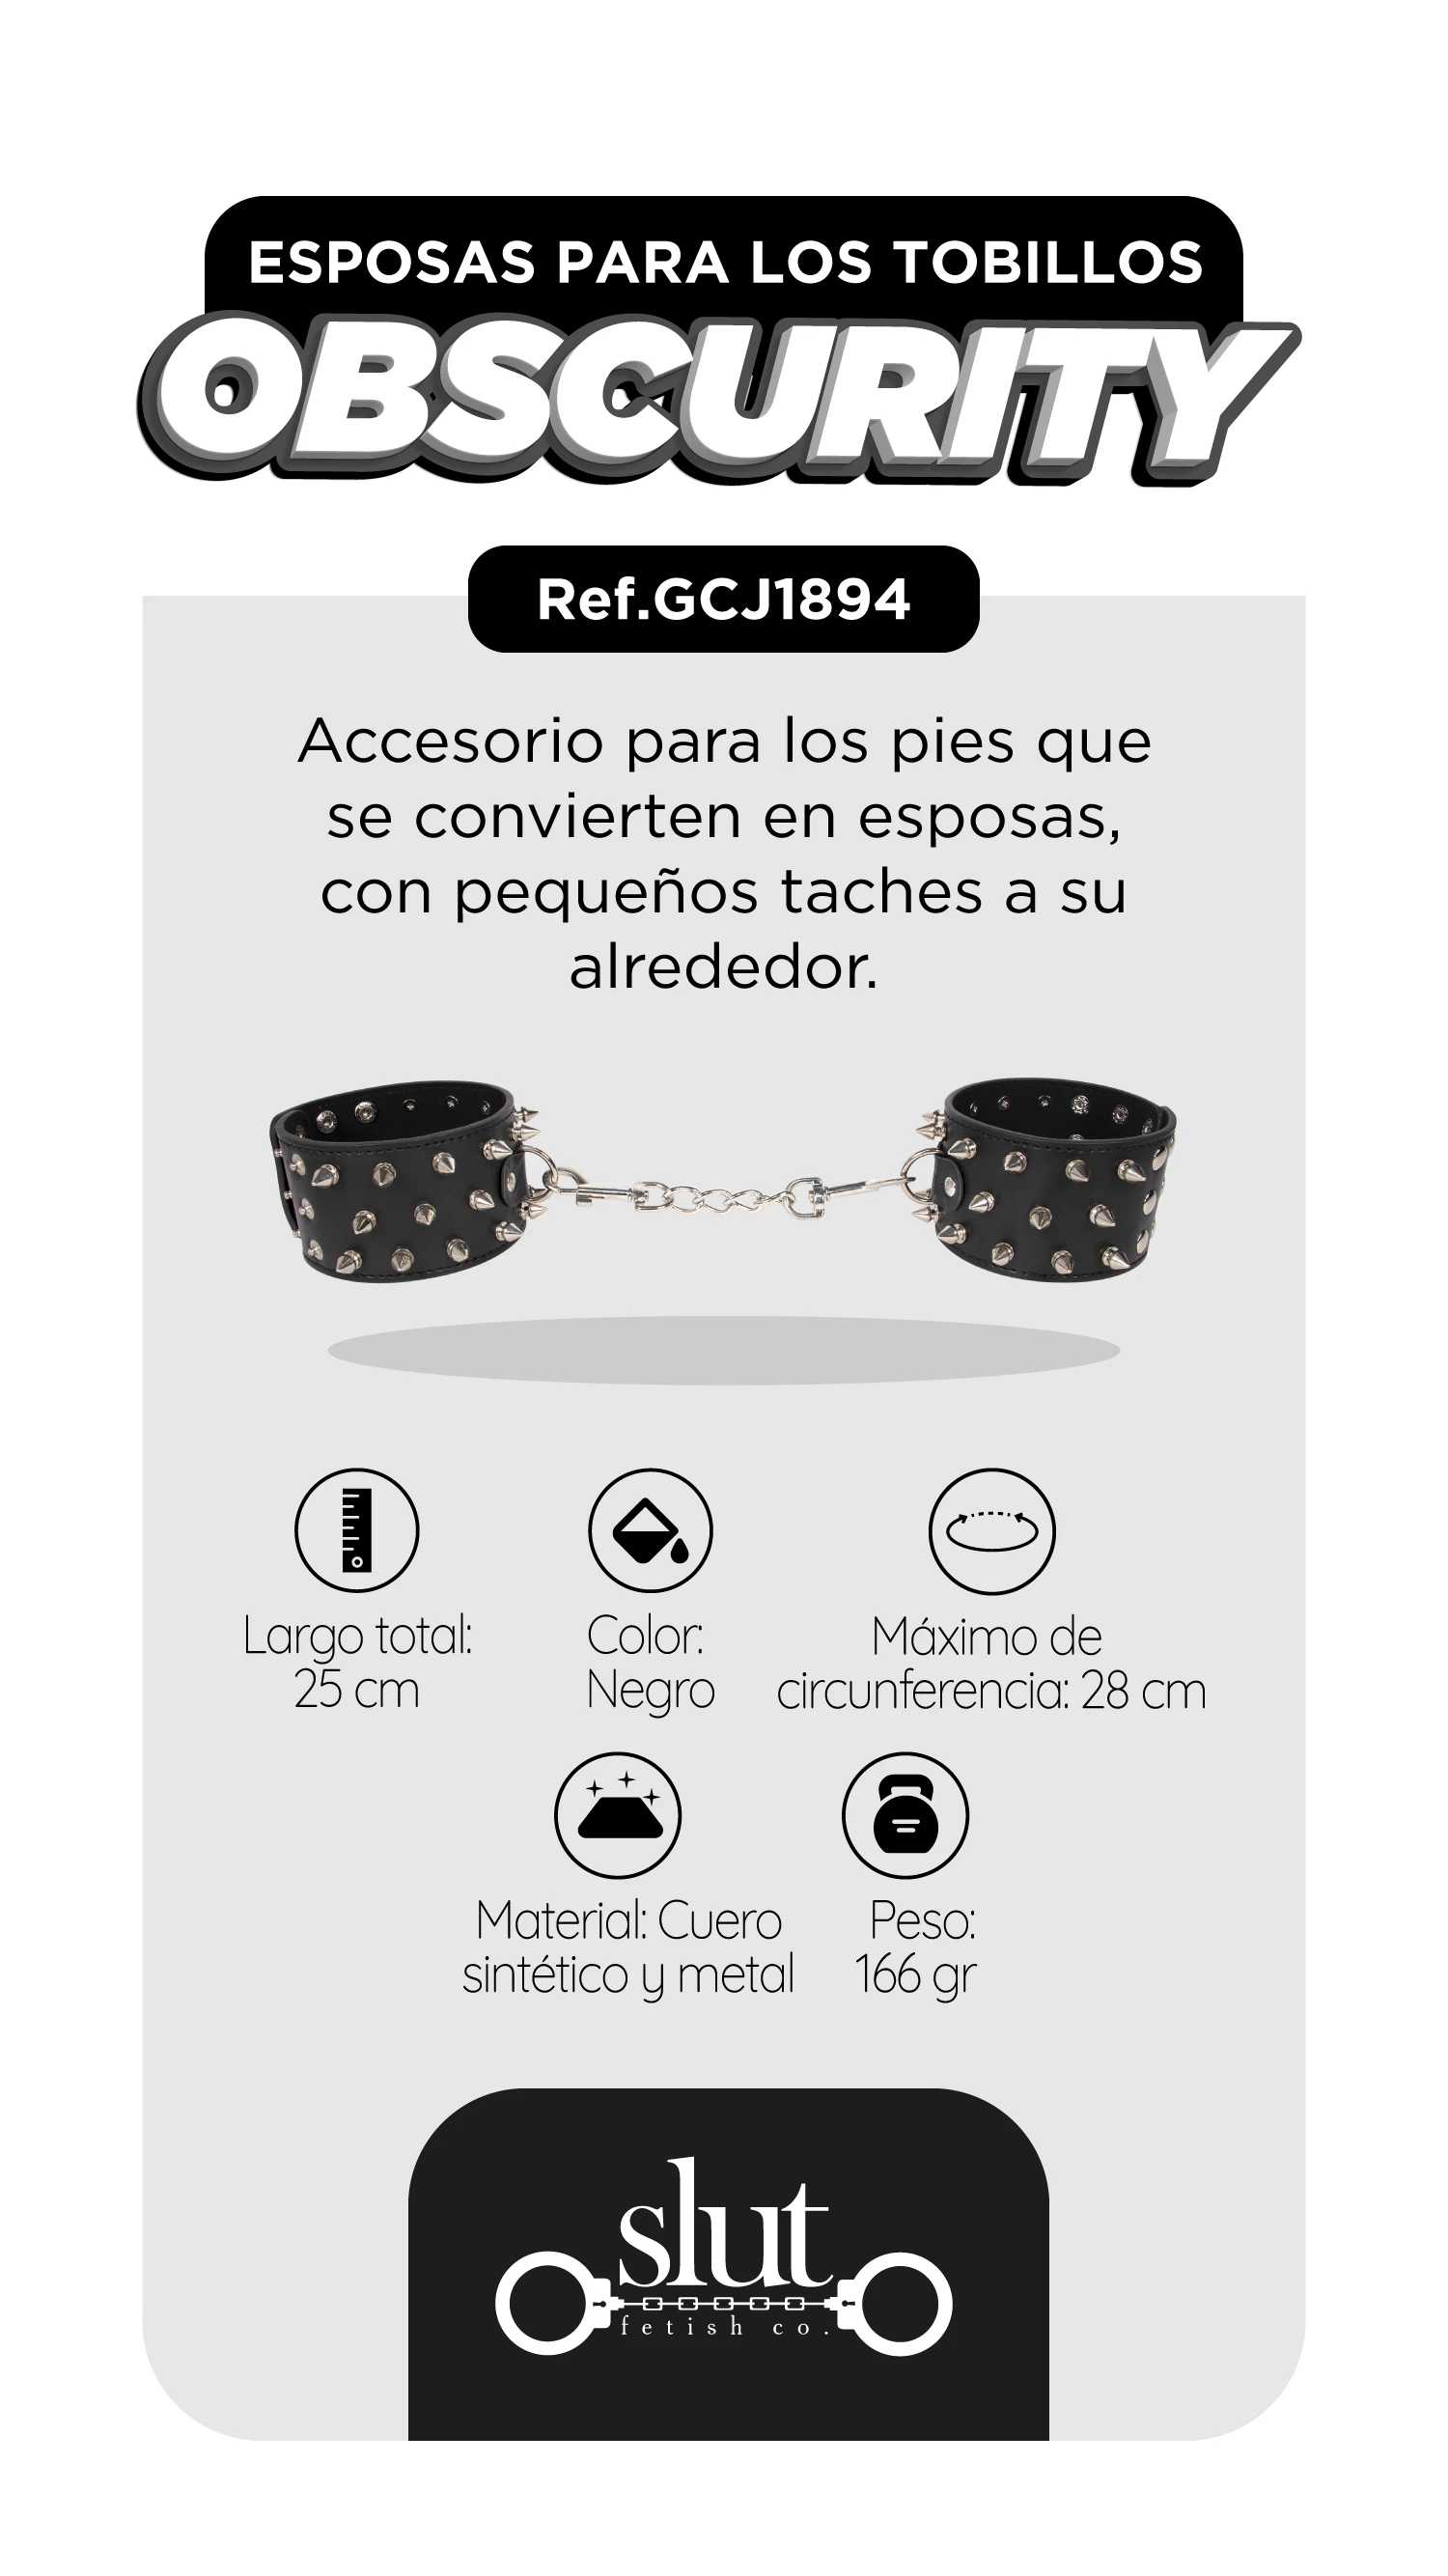 ESPOSAS PARA LOS TOBILLOS
OBSCURITY
Ref.GCJ1894
Accesorio para los pies que
se convierten en esposas,
con pequeños taches a su
alrededor.
Largo total:
25 cm
Color:
Negro
Máximo de
circunferencia: 28 cm
Material: Cuero
sintético y metal
Peso:
166 gr
slut
fetish co.